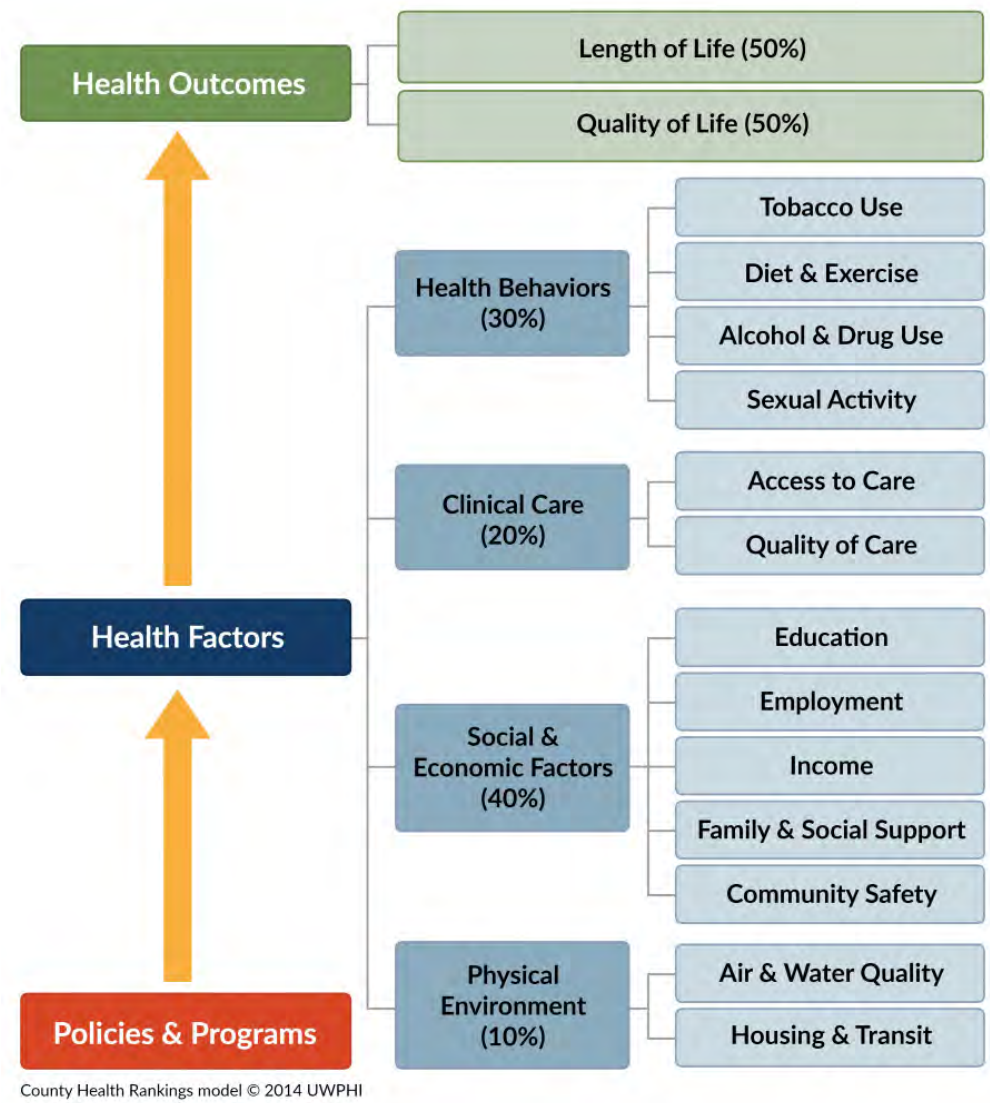 Health Outcomes
Length of Life (50%)
Quality of Life (50%)
Health Factors
Health Behaviors
(30%)
Tobacco Use
Diet & Exercise
Alcohol & Drug Use
Sexual Activity
Clinical Care
(20%)
Access to Care
Quality of Care
Social &
Economic Factors
(40%)
Education
Employment
Income
Family & Social Support
Community Safety
Physical
Environment
(10%)
Air & Water Quality
Housing & Transit
Policies & Programs
County Health Rankings model © 2014 UWPHI